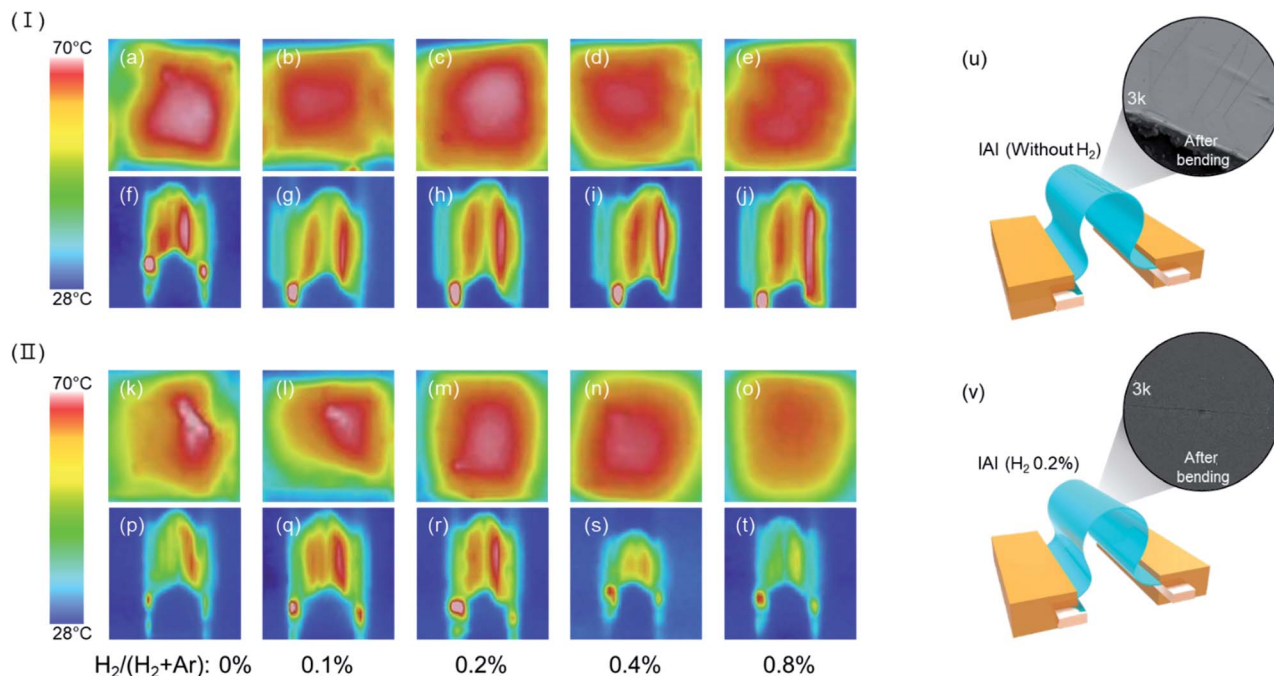 (Ⅰ)
70°C
28°C
(a) (b) (c) (d) (e)
(f) (g) (h) (i) (j)
(Ⅱ)
70°C
28°C
(k) (l) (m) (n) (o)
(p) (q) (r) (s) (t)
H₂/(H₂+Ar): 0% 0.1% 0.2% 0.4% 0.8%
(u)
3k
After
bending
IAI (Without H₂)
(v)
3k
After
bending
IAI (H₂ 0.2%)